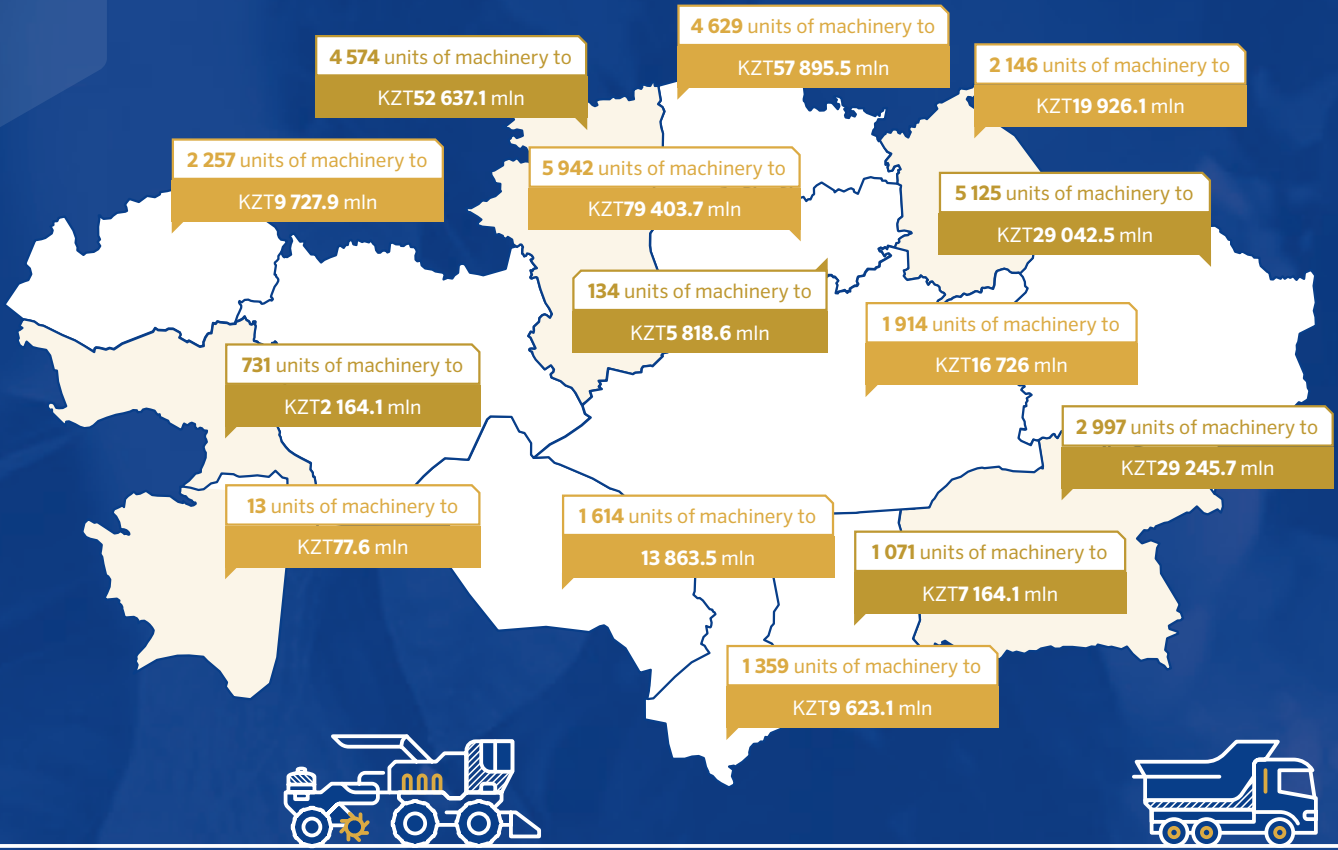 4 629 units of machinery to
KZT57 895.5 mln
4 574 units of machinery to
KZT52 637.1 mln
2 146 units of machinery to
KZT19 926.1 mln
2 257 units of machinery to
KZT9 727.9 mln
5 942 units of machinery to
KZT79 403.7 mln
5 125 units of machinery to
KZT29 042.5 mln
134 units of machinery to
KZT5 818.6 mln
1 914 units of machinery to
KZT16 726 mln
731 units of machinery to
KZT2 164.1 mln
2 997 units of machinery to
KZT29 245.7 mln
13 units of machinery to
KZT77.6 mln
1 614 units of machinery to
13 863.5 mln
1 071 units of machinery to
KZT7 164.1 mln
1 359 units of machinery to
KZT9 623.1 mln